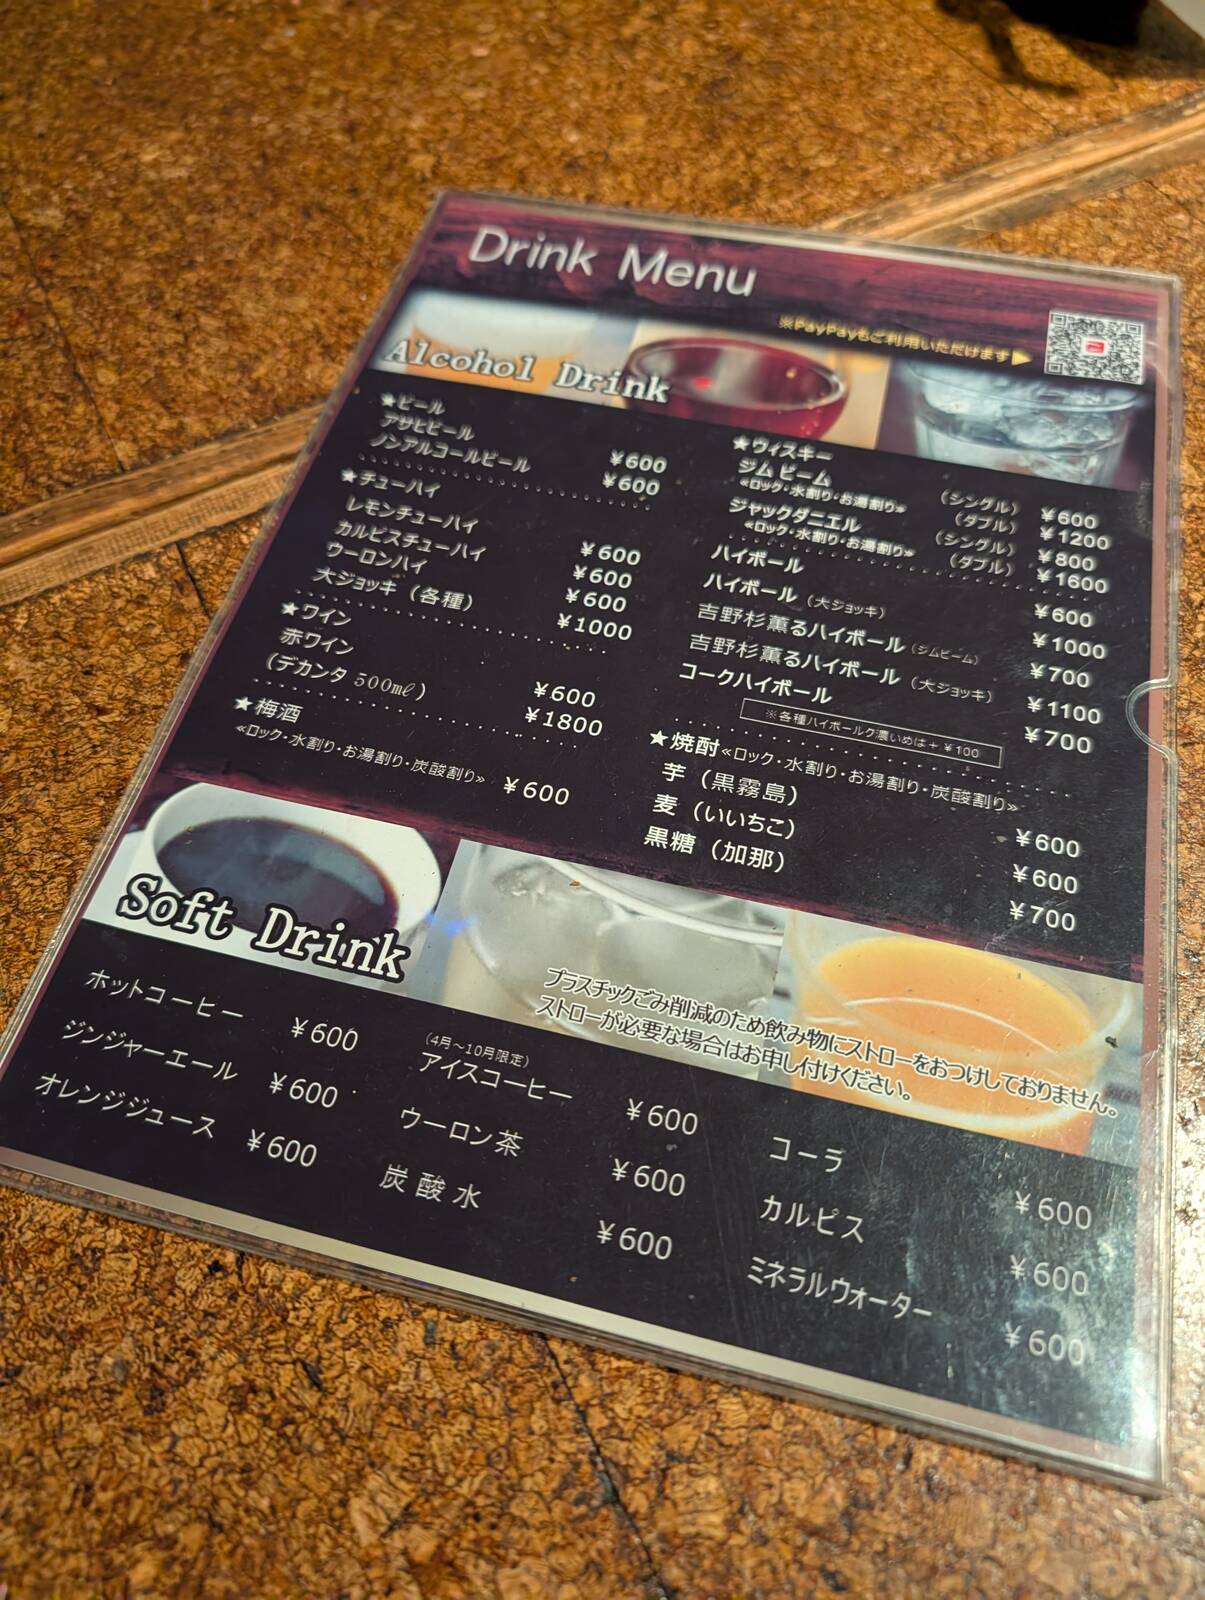 Drink Menu
※PayPayもご利用いただけます▶
Alcohol Drink
★ビール
アサヒビール ¥600
ノンアルコールビール ¥600
★チューハイ
レモンチューハイ ¥600
カルピスチューハイ ¥600
ウーロンハイ ¥600
大ジョッキ（各種） ¥1000
★ワイン
赤ワイン ¥600
(デカンタ 500㎖) ¥1800
★梅酒
≪ロック・水割り・お湯割り・炭酸割り≫ ¥600
★ウィスキー
ジム ビーム (シングル) ¥600
≪ロック・水割り・お湯割り≫ (ダブル) ¥1200
ジャックダニエル (シングル) ¥800
≪ロック・水割り・お湯割り≫ (ダブル) ¥1600
ハイボール ¥600
ハイボール（大ジョッキ） ¥1000
吉野杉薫るハイボール（ジムビーム） ¥700
吉野杉薫るハイボール（大ジョッキ） ¥1100
コークハイボール ¥700
※各種ハイボールク濃いめは＋¥100
★焼酎≪ロック・水割り・お湯割り・炭酸割り≫
芋（黒霧島） ¥600
麦（いいちこ） ¥600
黒糖（加那） ¥700
Soft Drink
プラスチックごみ削減のため飲み物にストローをおつけしておりません。
ストローが必要な場合はお申し付けください。
ホットコーヒー ¥600
ジンジャーエール ¥600
オレンジジュース ¥600
(4月～10月限定)
アイスコーヒー ¥600
ウーロン茶 ¥600
炭酸水 ¥600
コーラ ¥600
カルピス ¥600
ミネラルウォーター ¥600